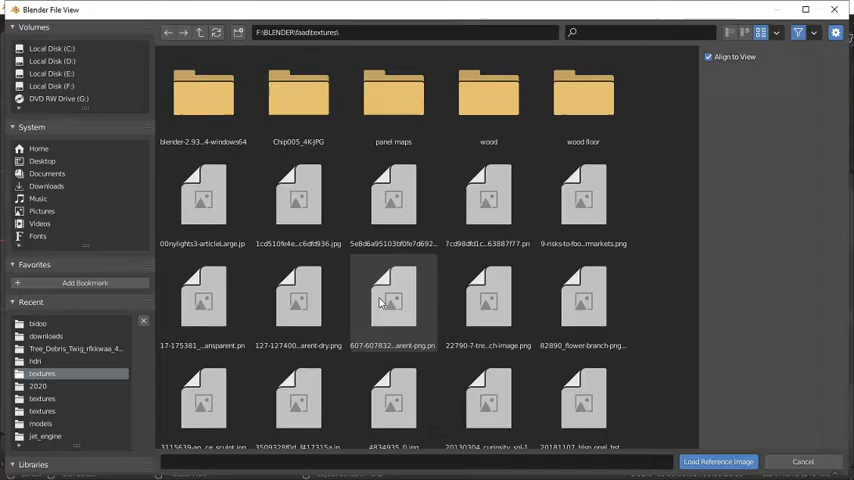 Blender File View
Volumes
F:\BLENDER\faad\textures\
Local Disk (C:)
Local Disk (D:)
Local Disk (E:)
Local Disk (F:)
DVD RW Drive (G:)
Align to View
System
Home
Desktop
Documents
Downloads
Music
Pictures
Videos
Fonts
Favorites
Add Bookmark
Recent
bidoo
downloads
Tree_Debris_Twig_rfkkwaa_4...
hdri
textures
2020
textures
textures
models
jet_engine
Libraries
blender-2.93...4-windows64
Chip005_4K-JPG
panel maps
wood
wood floor
00nylights3-articleLarge.jp
1cd510fe4e...c6dfd936.jpg
5e8d6a95103bf0fe7d692...
7cd98dfd1c...63887f77.pn
9-risks-to-foo...rmarkets.png
17-175381_...ansparent.pn
127-127400...arent-dry.png
607-607832...arent-png.pn
22790-7-tre...ch-image.png
82890_flower-branch-png...
Load Reference Image
Cancel